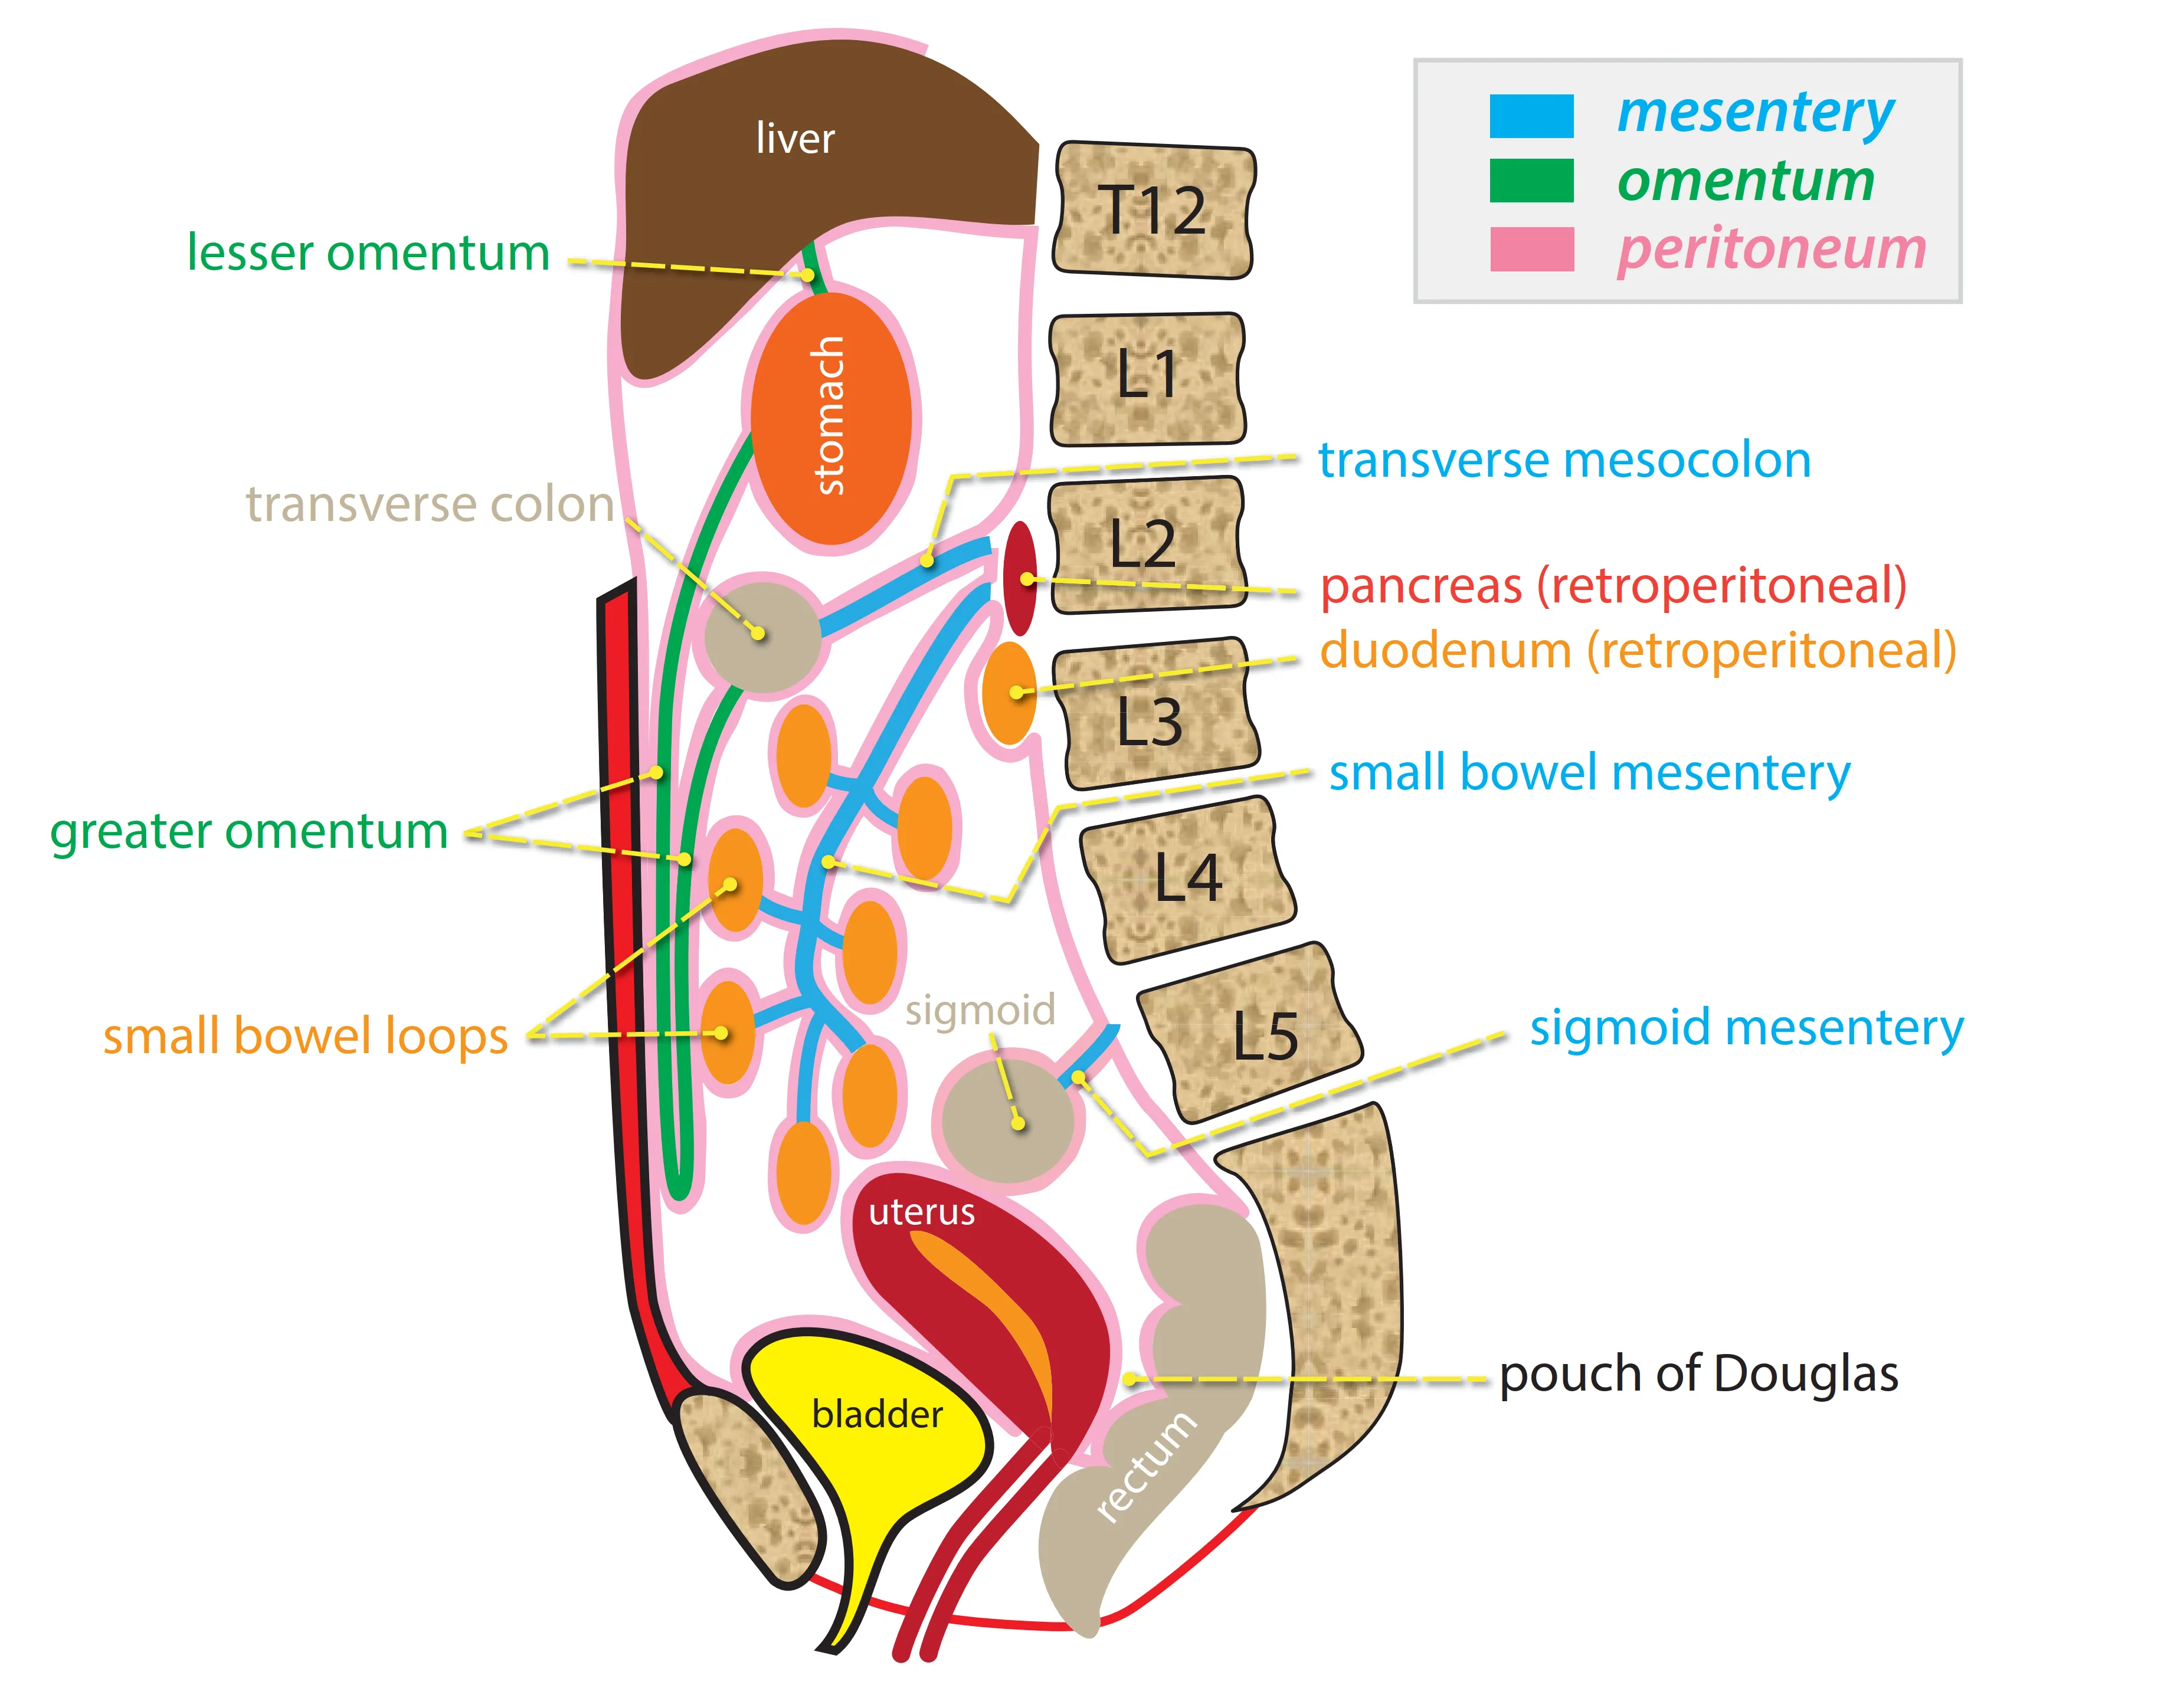 mesentery
omentum
peritoneum
liver
T12
lesser omentum
L1
stomach
transverse mesocolon
transverse colon
L2
pancreas (retroperitoneal)
duodenum (retroperitoneal)
L3
small bowel mesentery
greater omentum
L4
sigmoid
small bowel loops
L5
sigmoid mesentery
uterus
pouch of Douglas
bladder
rectum